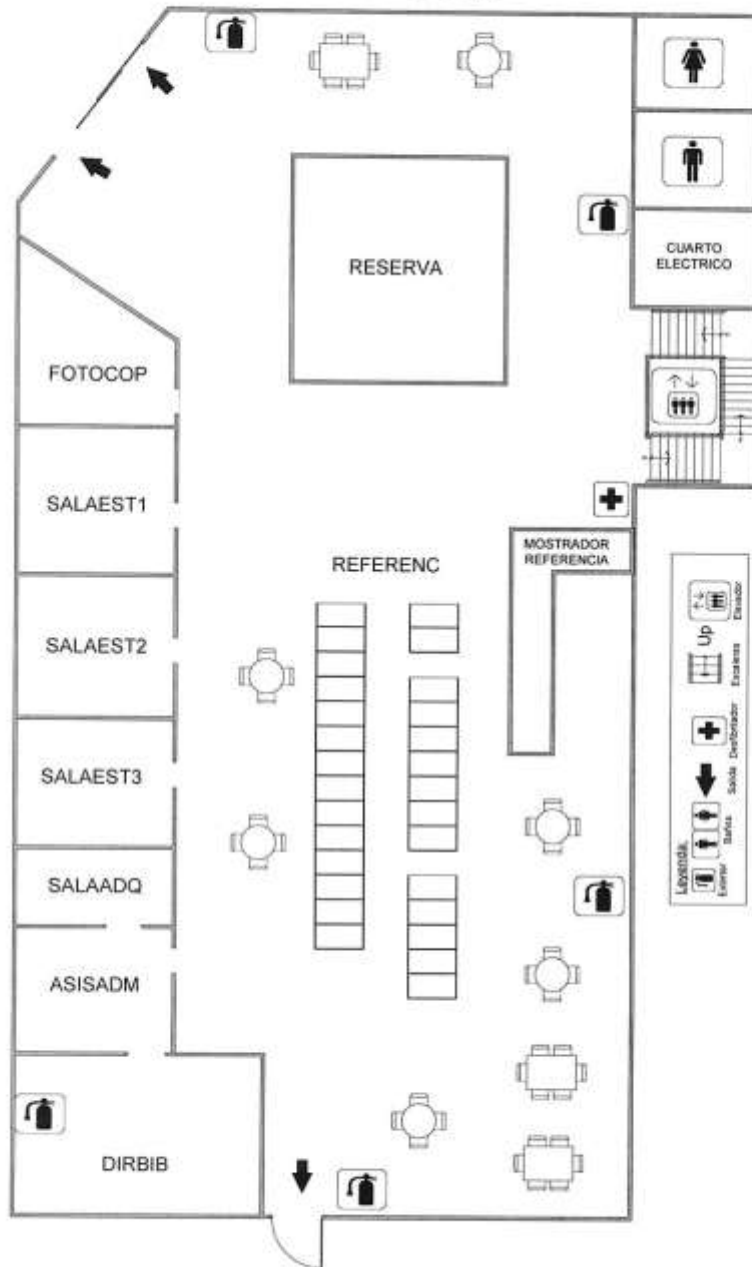 RESERVA
CUARTO
ELECTRICO
FOTOCOP
SALAEST1
REFERENC
MOSTRADOR
REFERENCIA
SALAEST2
SALAEST3
SALAADQ
ASISADM
DIRBIB
Leyenda:
Extintor
Baños
Salida
Desfibrilador
Escaleras
Up
Elevador